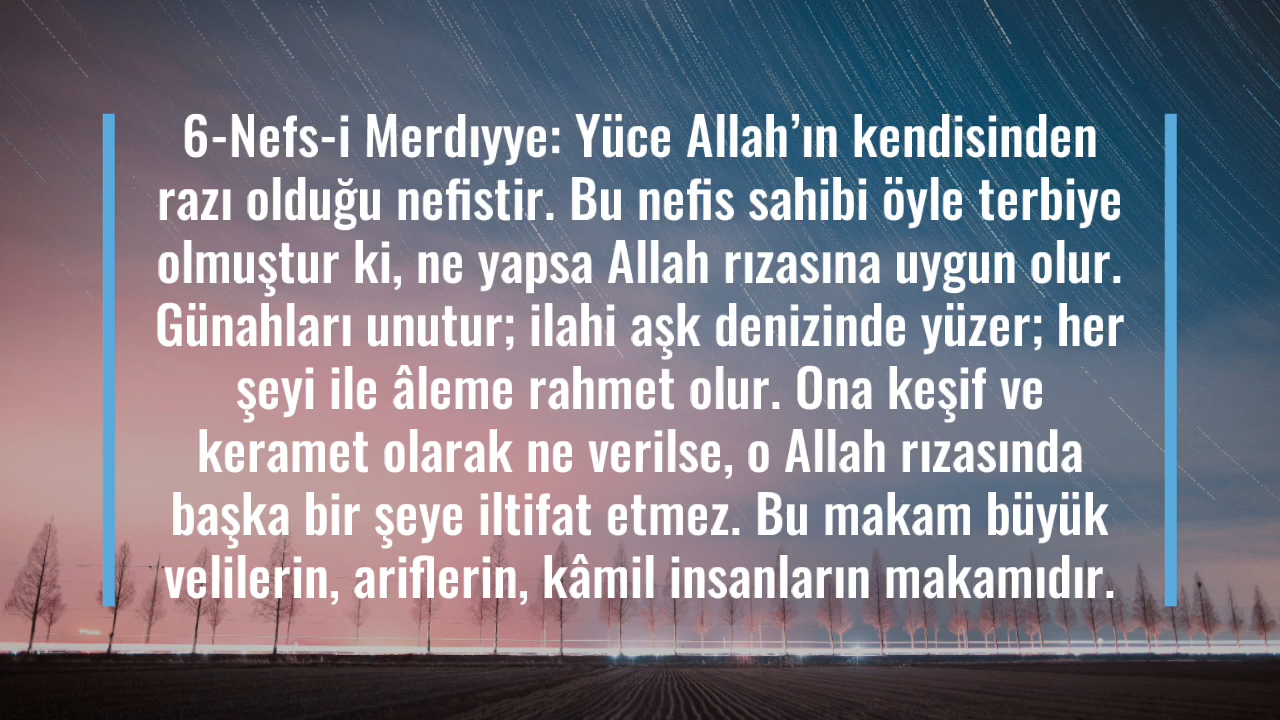 6-Nefs-i Merdıyye: Yüce Allah’ın kendisinden
razı olduğu nefistir. Bu nefis sahibi öyle terbiye
olmuştur ki, ne yapsa Allah rızasına uygun olur.
Günahları unutur; ilahi aşk denizinde yüzer; her
şeyi ile âleme rahmet olur. Ona keşif ve
keramet olarak ne verilse, o Allah rızasında
başka bir şeye iltifat etmez. Bu makam büyük
velilerin, ariflerin, kâmil insanların makamıdır.